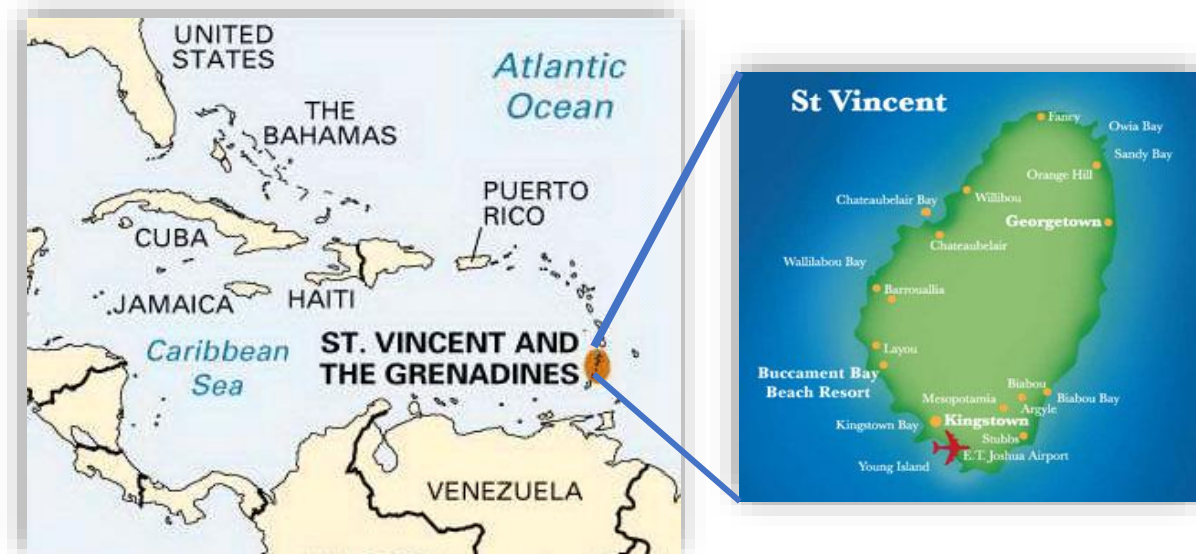 UNITED
STATES
Atlantic
Ocean
THE
BAHAMAS
PUERTO
RICO
CUBA
JAMAICA
HAITI
Caribbean
Sea
ST. VINCENT AND
THE GRENADINES
VENEZUELA
St Vincent
Fancy
Owia Bay
Sandy Bay
Orange Hill
Willibou
Chateaubelair Bay
Georgetown
Chateaubelair
Wallilabou Bay
Barrouallia
Layou
Buccament Bay
Beach Resort
Biabou
Biabou Bay
Mesopotamia
Argyle
Kingstown Bay
Kingstown
Stubbs
E.T. Joshua Airport
Young Island